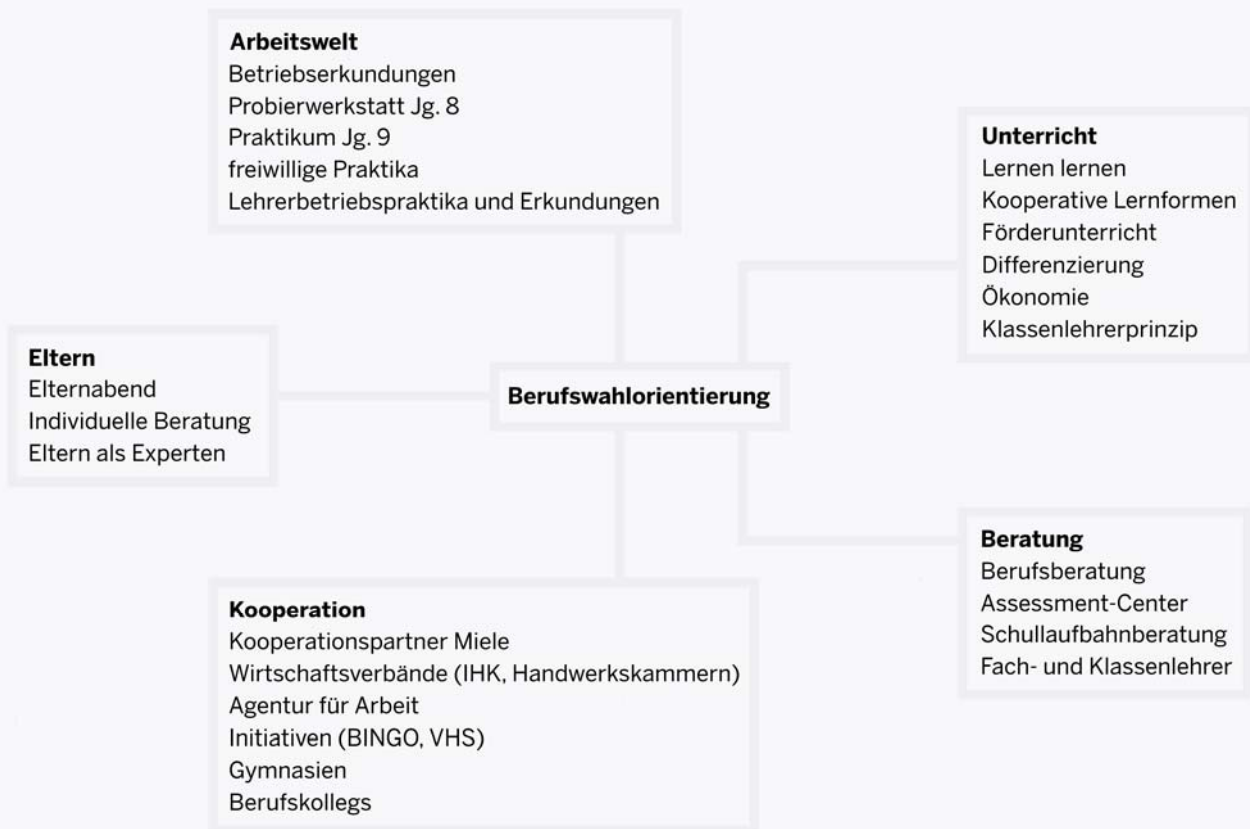 Arbeitswelt
Betriebserkundungen
Probierwerkstatt Jg. 8
Praktikum Jg. 9
freiwillige Praktika
Lehrerbetriebspraktika und Erkundungen
Unterricht
Lernen lernen
Kooperative Lernformen
Förderunterricht
Differenzierung
Ökonomie
Klassenlehrerprinzip
Eltern
Elternabend
Individuelle Beratung
Eltern als Experten
Berufswahlorientierung
Beratung
Berufsberatung
Assessment-Center
Schullaufbahnberatung
Fach- und Klassenlehrer
Kooperation
Kooperationspartner Miele
Wirtschaftsverbände (IHK, Handwerkskammern)
Agentur für Arbeit
Initiativen (BINGO, VHS)
Gymnasien
Berufskollegs